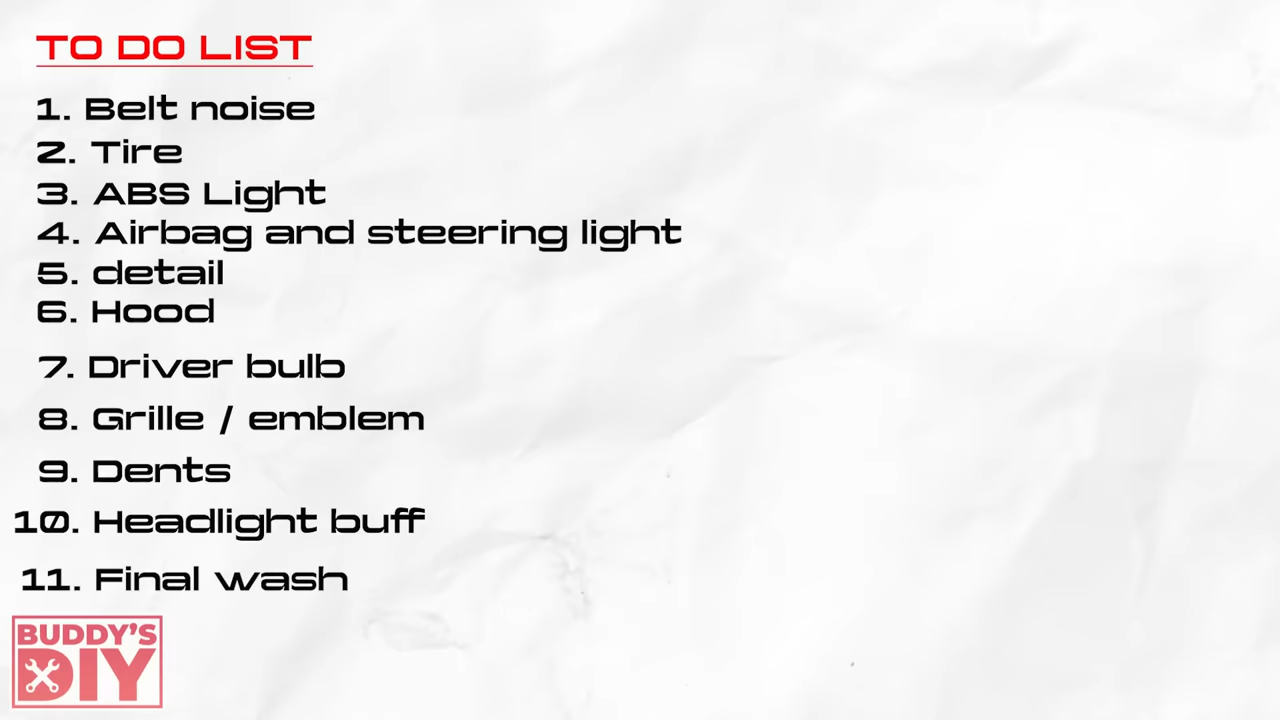 TO DO LIST
1. Belt noise
2. Tire
3. ABS Light
4. Airbag and steering light
5. detail
6. Hood
7. Driver bulb
8. Grille / emblem
9. Dents
10. Headlight buff
11. Final wash
BUDDY'S
DIY